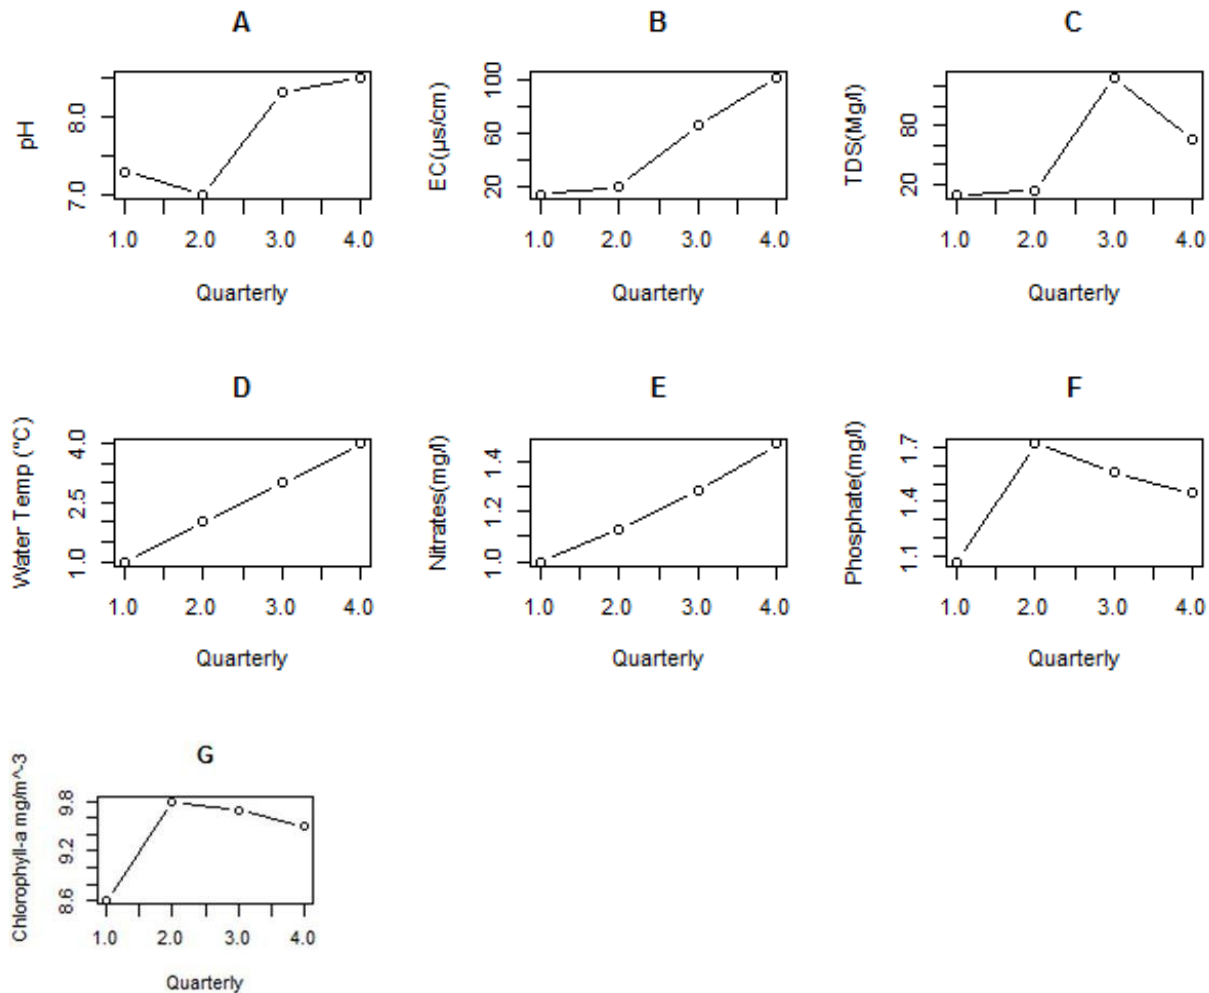 A
pH
8.0
7.0
1.0 2.0 3.0 4.0
Quarterly
B
EC(µs/cm)
100
60
20
1.0 2.0 3.0 4.0
Quarterly
C
TDS(Mg/l)
80
20
1.0 2.0 3.0 4.0
Quarterly
D
Water Temp (°C)
4.0
2.5
1.0
1.0 2.0 3.0 4.0
Quarterly
E
Nitrates(mg/l)
1.4
1.2
1.0
1.0 2.0 3.0 4.0
Quarterly
F
Phosphate(mg/l)
1.7
1.4
1.1
1.0 2.0 3.0 4.0
Quarterly
G
Chlorophyll-a mg/m^-3
9.8
9.2
8.6
1.0 2.0 3.0 4.0
Quarterly